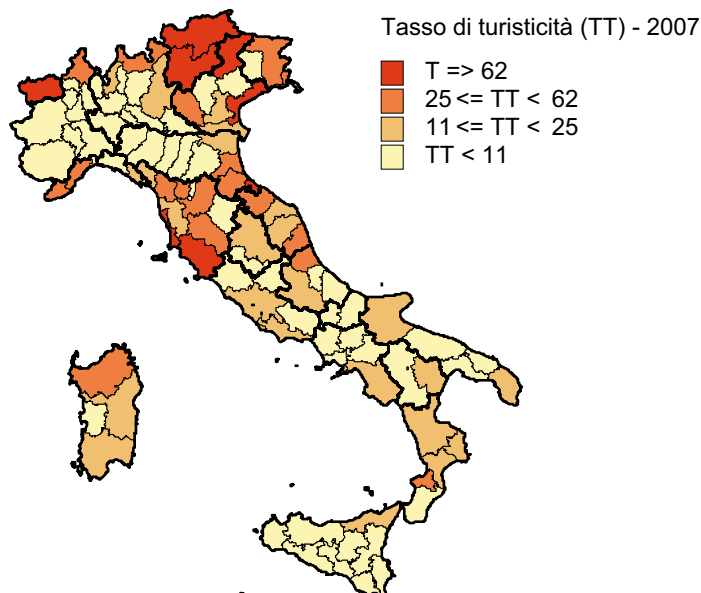 Tasso di turisticità (TT) - 2007
T => 62
25 <= TT < 62
11 <= TT < 25
TT < 11